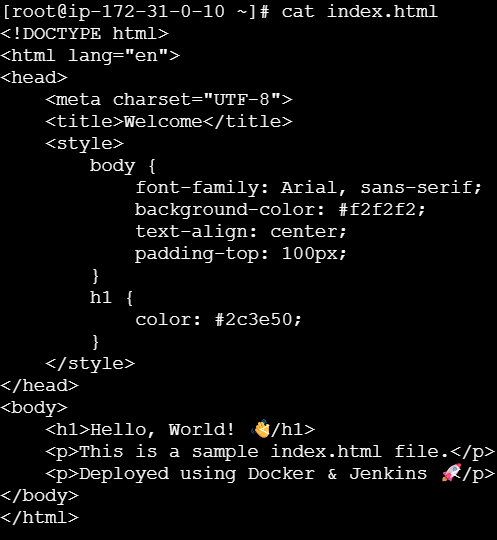 [root@ip-172-31-0-10 ~]# cat index.html
<!DOCTYPE html>
<html lang="en">
<head>
    <meta charset="UTF-8">
    <title>Welcome</title>
    <style>
        body {
            font-family: Arial, sans-serif;
            background-color: #f2f2f2;
            text-align: center;
            padding-top: 100px;
        }
        h1 {
            color: #2c3e50;
        }
    </style>
</head>
<body>
    <h1>Hello, World! 👋/h1>
    <p>This is a sample index.html file.</p>
    <p>Deployed using Docker & Jenkins 🚀/p>
</body>
</html>